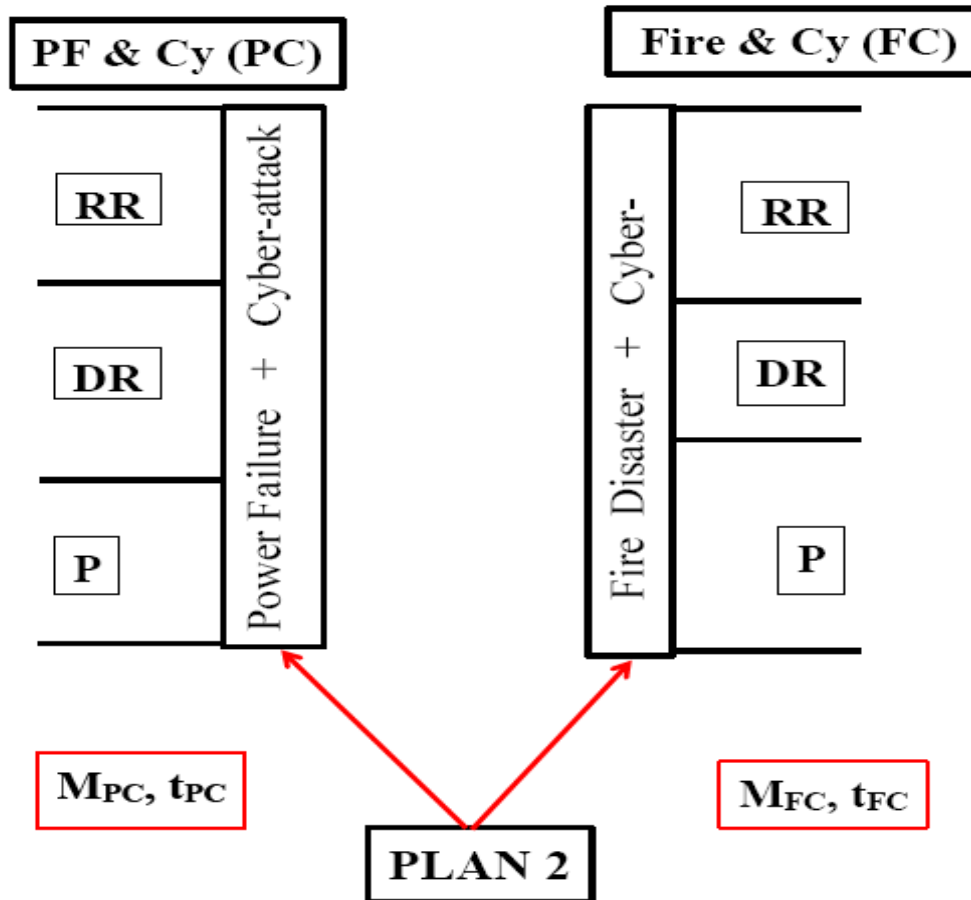 PF & Cy (PC)
Fire & Cy (FC)
RR
DR
P
Power Failure + Cyber-attack
Fire Disaster + Cyber-
RR
DR
P
MPC, tPC
MFC, tFC
PLAN 2